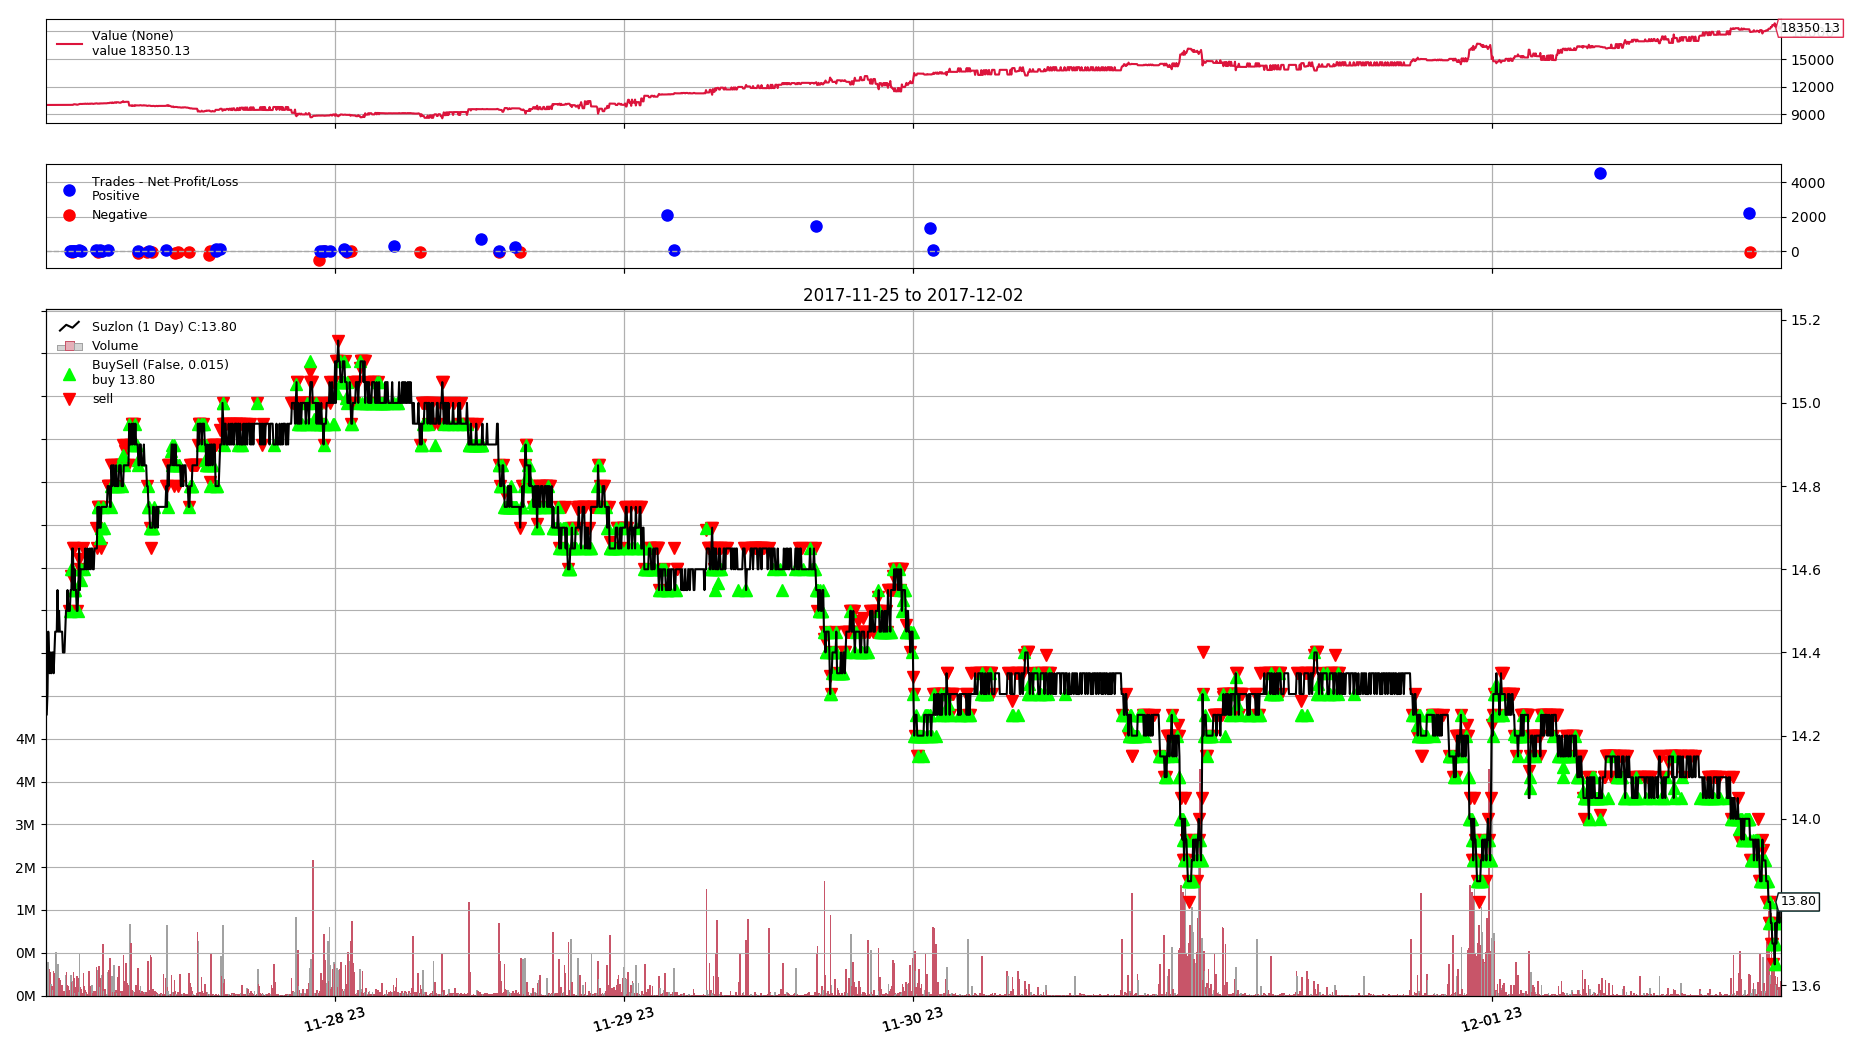 Value (None)
value 18350.13
18350.13
15000
12000
9000
Trades - Net Profit/Loss
Positive
Negative
4000
2000
0
2017-11-25 to 2017-12-02
Suzlon (1 Day) C:13.80
Volume
BuySell (False, 0.015)
buy 13.80
sell
15.2
15.0
14.8
14.6
14.4
14.2
14.0
13.80
13.6
4M
4M
3M
2M
1M
0M
0M
11-28 23
11-29 23
11-30 23
12-01 23